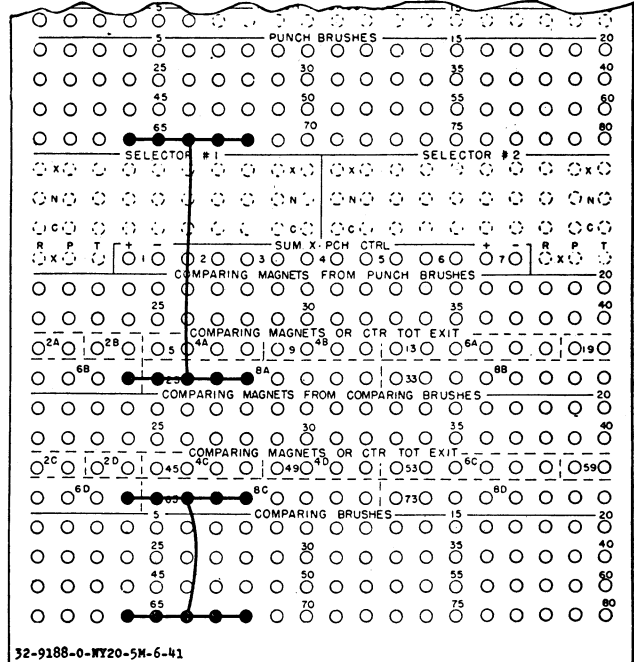 5 15
5 PUNCH BRUSHES 15 20
25 30 35 40
45 50 55 60
65 70 75 80
SELECTOR #1 SELECTOR #2
X X X X
N N N N
C C C C
R P T + - SUM. X-PCH CTRL + - R P T
X 1 2 3 4 5 6 7 X
COMPARING MAGNETS FROM PUNCH BRUSHES 20
25 30 35 40
COMPARING MAGNETS OR CTR TOT EXIT
2A 2B 5 4A 9 4B 13 6A 19
6B 25 8A 33 8B
COMPARING MAGNETS FROM COMPARING BRUSHES 20
25 30 35 40
COMPARING MAGNETS OR CTR TOT EXIT
2C 2D 45 4C 49 4D 53 6C 59
6D 65 8C 73 8D
5 COMPARING BRUSHES 15 20
25 30 35 40
45 50 55 60
65 70 75 80
32-9188-0-NY20-5M-6-41